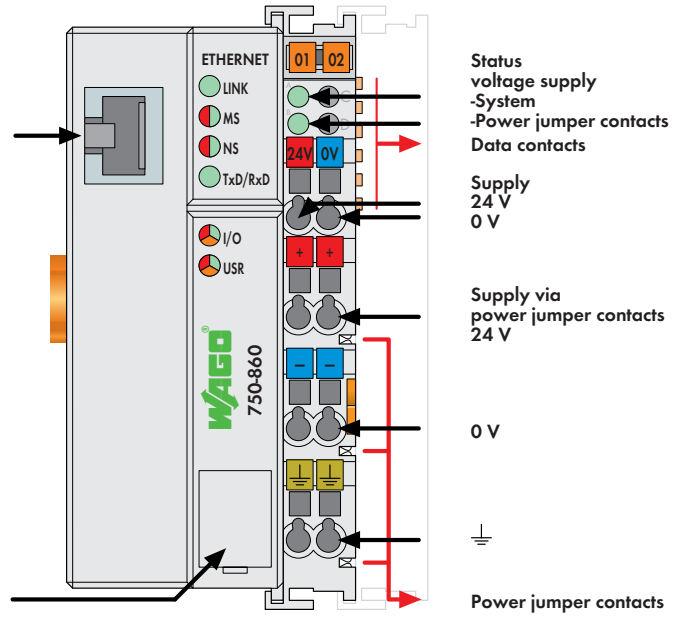 ETHERNET
LINK
MS
NS
TxD/RxD
I/O
USR
WAGO®
750-860
01 02
A C
B D
24V 0V
+ +
– –
Status
voltage supply
-System
-Power jumper contacts
Data contacts
Supply
24 V
0 V
Supply via
power jumper contacts
24 V
0 V
Power jumper contacts